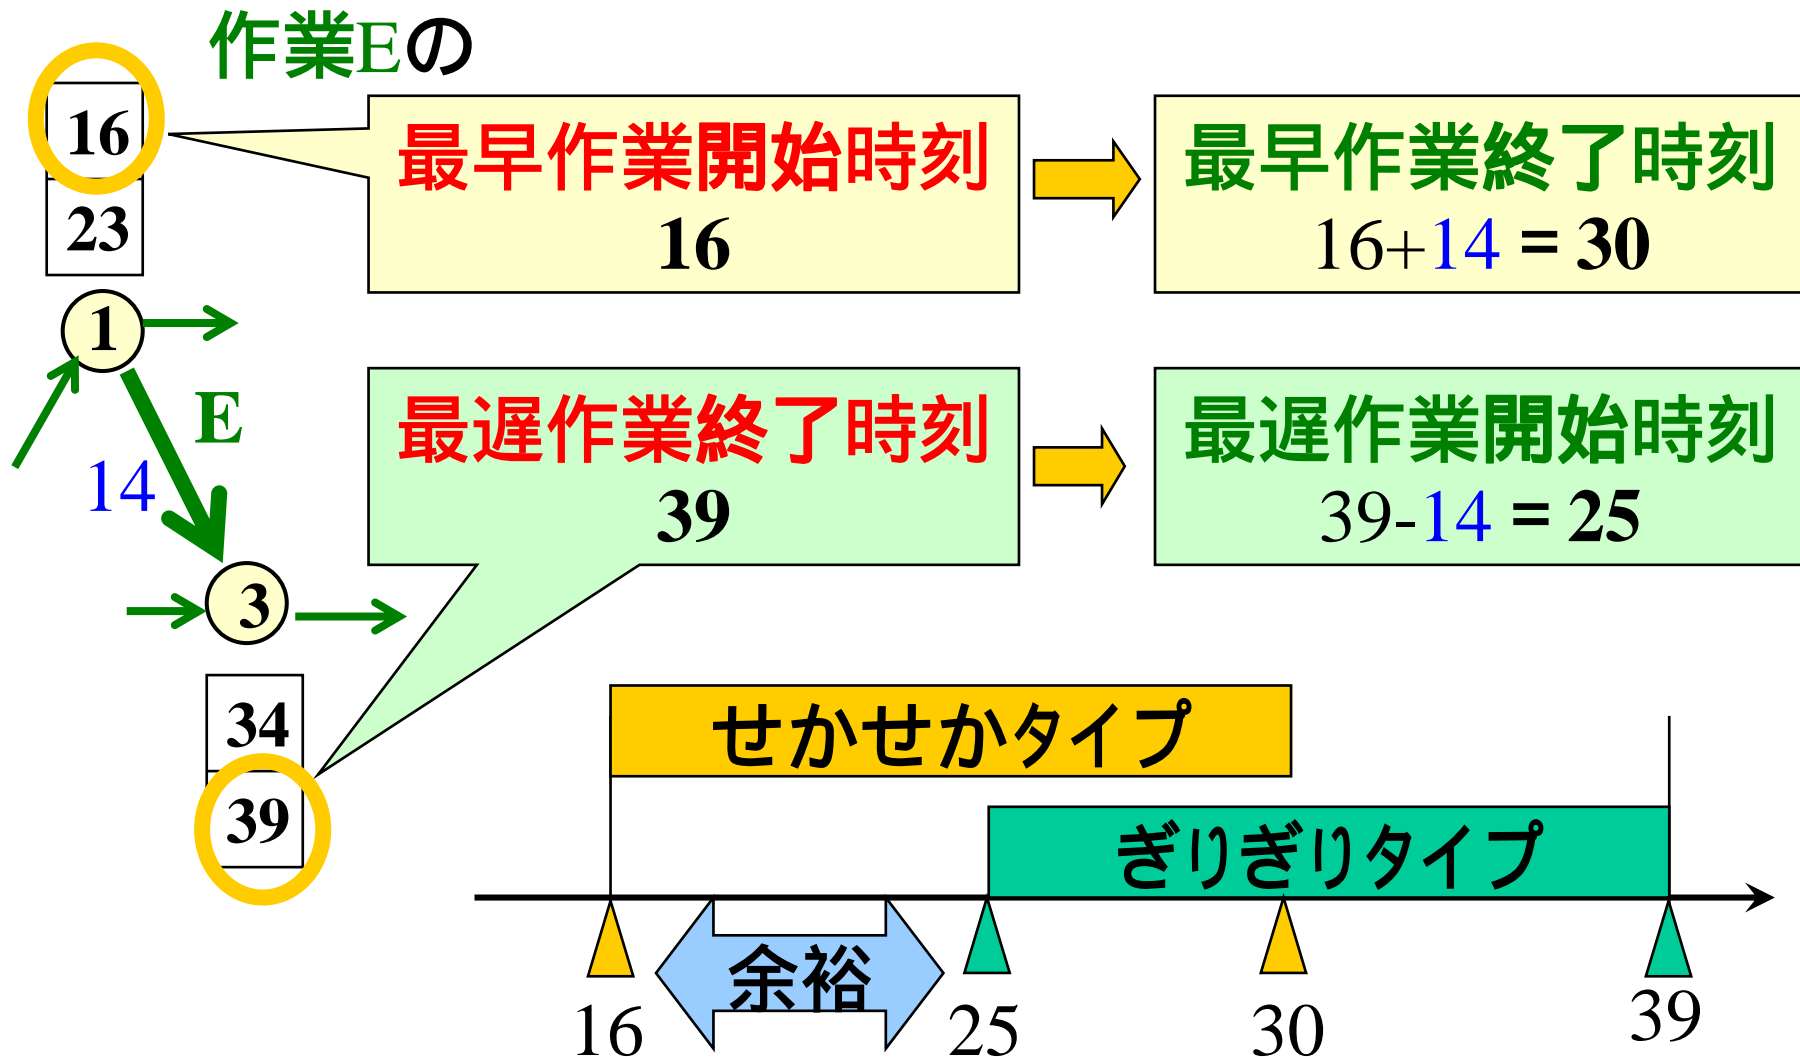 作業Eの
16
23
最早作業開始時刻
16
最早作業終了時刻
16+14 = 30
1
E
14
最遅作業終了時刻
39
最遅作業開始時刻
39-14 = 25
3
34
39
せかせかタイプ
ぎりぎりタイプ
余裕
16
25
30
39